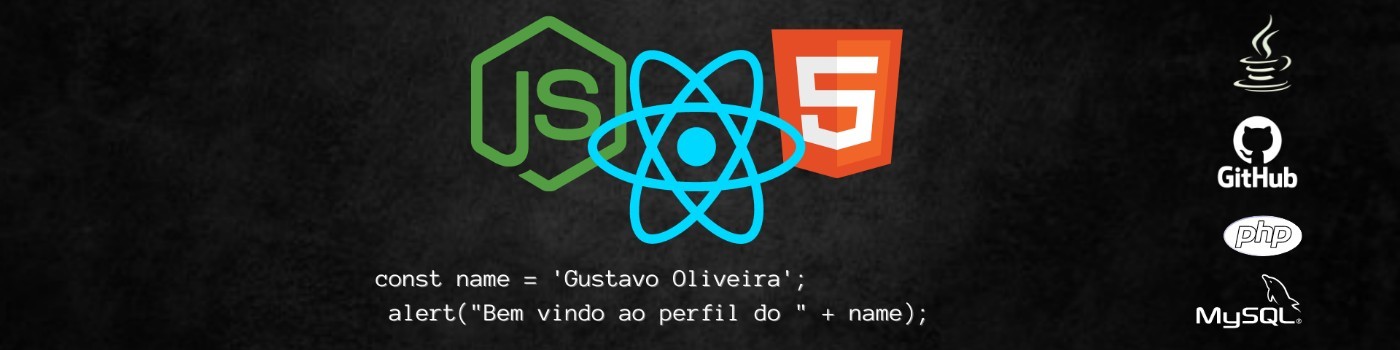 JS
5
const name = 'Gustavo Oliveira';
alert("Bem vindo ao perfil do " + name);
GitHub
php
MySQL®